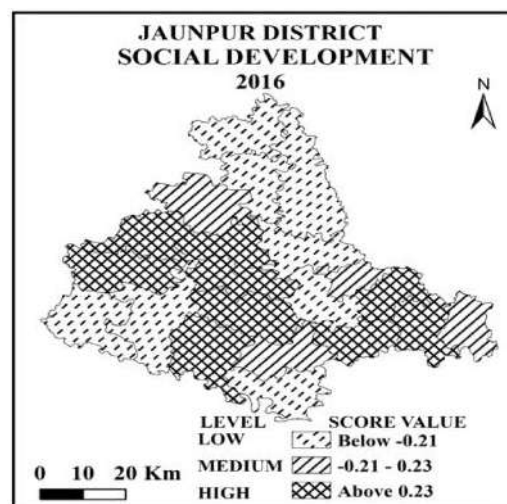 JAUNPUR DISTRICT
SOCIAL DEVELOPMENT
2016
N
LEVEL SCORE VALUE
LOW Below -0.21
MEDIUM -0.21 - 0.23
HIGH Above 0.23
0 10 20 Km